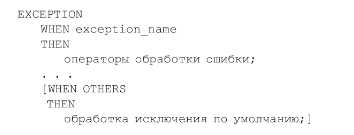 EXCEPTION
WHEN exception_name
THEN
операторы обработки ошибки;
. . .
[WHEN OTHERS
THEN
обработка исключения по умолчанию;]